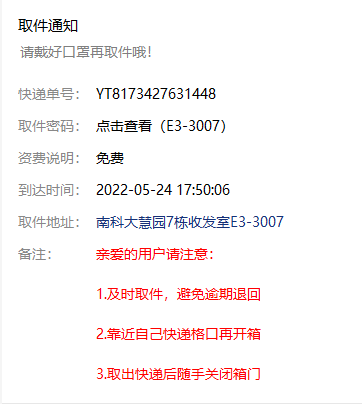 取件通知
请戴好口罩再取件哦！
快递单号： YT8173427631448
取件密码： 点击查看（E3-3007）
资费说明： 免费
到达时间： 2022-05-24 17:50:06
取件地址： 南科大慧园7栋收发室E3-3007
备注： 亲爱的用户请注意：
1.及时取件，避免逾期退回
2.靠近自己快递格口再开箱
3.取出快递后随手关闭箱门